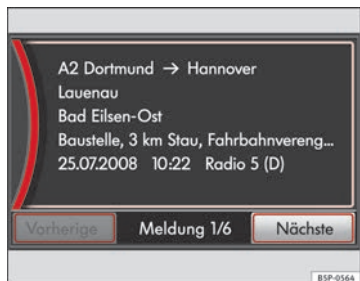 A2 Dortmund → Hannover
Lauenau
Bad Eilsen-Ost
Baustelle, 3 km Stau, Fahrbahnvereng...
25.07.2008 10:22 Radio 5 (D)
Vorherige Meldung 1/6 Nächste
B5P-0564